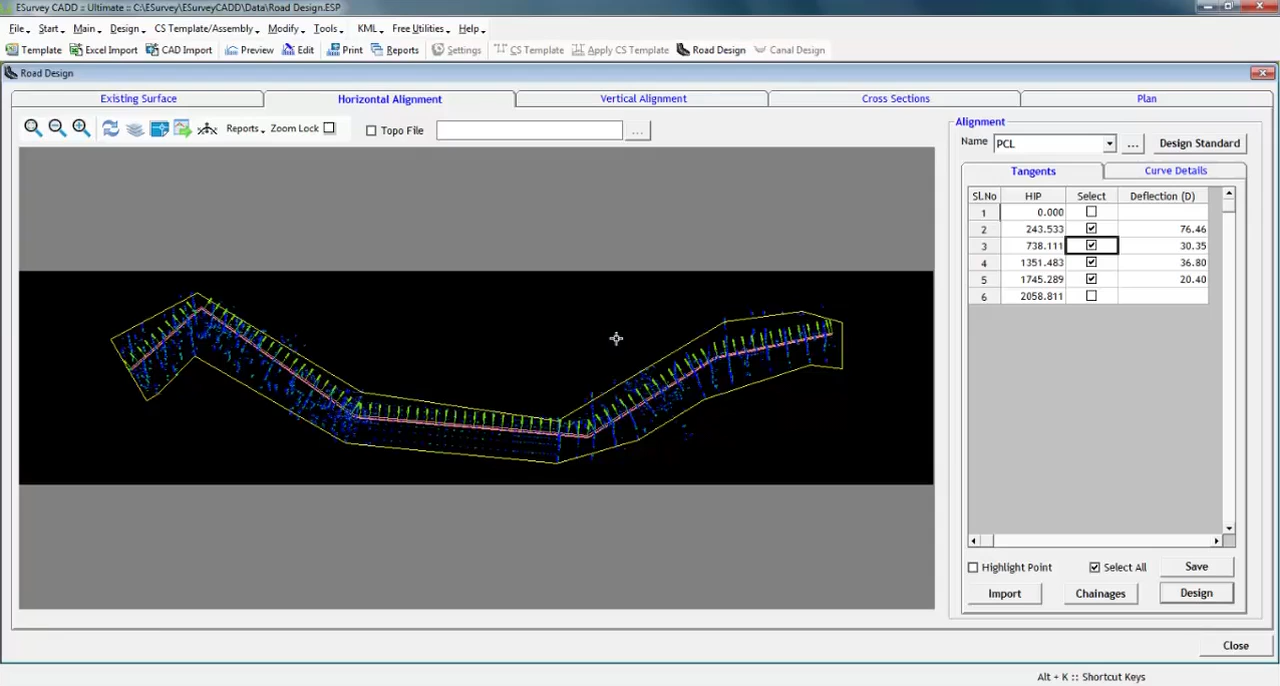 ESurvey CADD :: Ultimate :: C:\ESurvey\ESurveyCADD\Data\Road Design.ESP
File Start Main Design CS Template/Assembly Modify Tools KML Free Utilities Help
Template Excel Import CAD Import Preview Edit Print Reports Settings CS Template Apply CS Template Road Design Canal Design
Road Design
Existing Surface Horizontal Alignment Vertical Alignment Cross Sections Plan
Reports Zoom Lock Topo File ...
Alignment
Name PCL ... Design Standard
Tangents Curve Details
Sl.No HIP Select Deflection (D)
1 0.000
2 243.533 76.46
3 738.111 30.35
4 1351.483 36.80
5 1745.289 20.40
6 2058.811
Highlight Point Select All Save
Import Chainages Design
Close
Alt + K :: Shortcut Keys